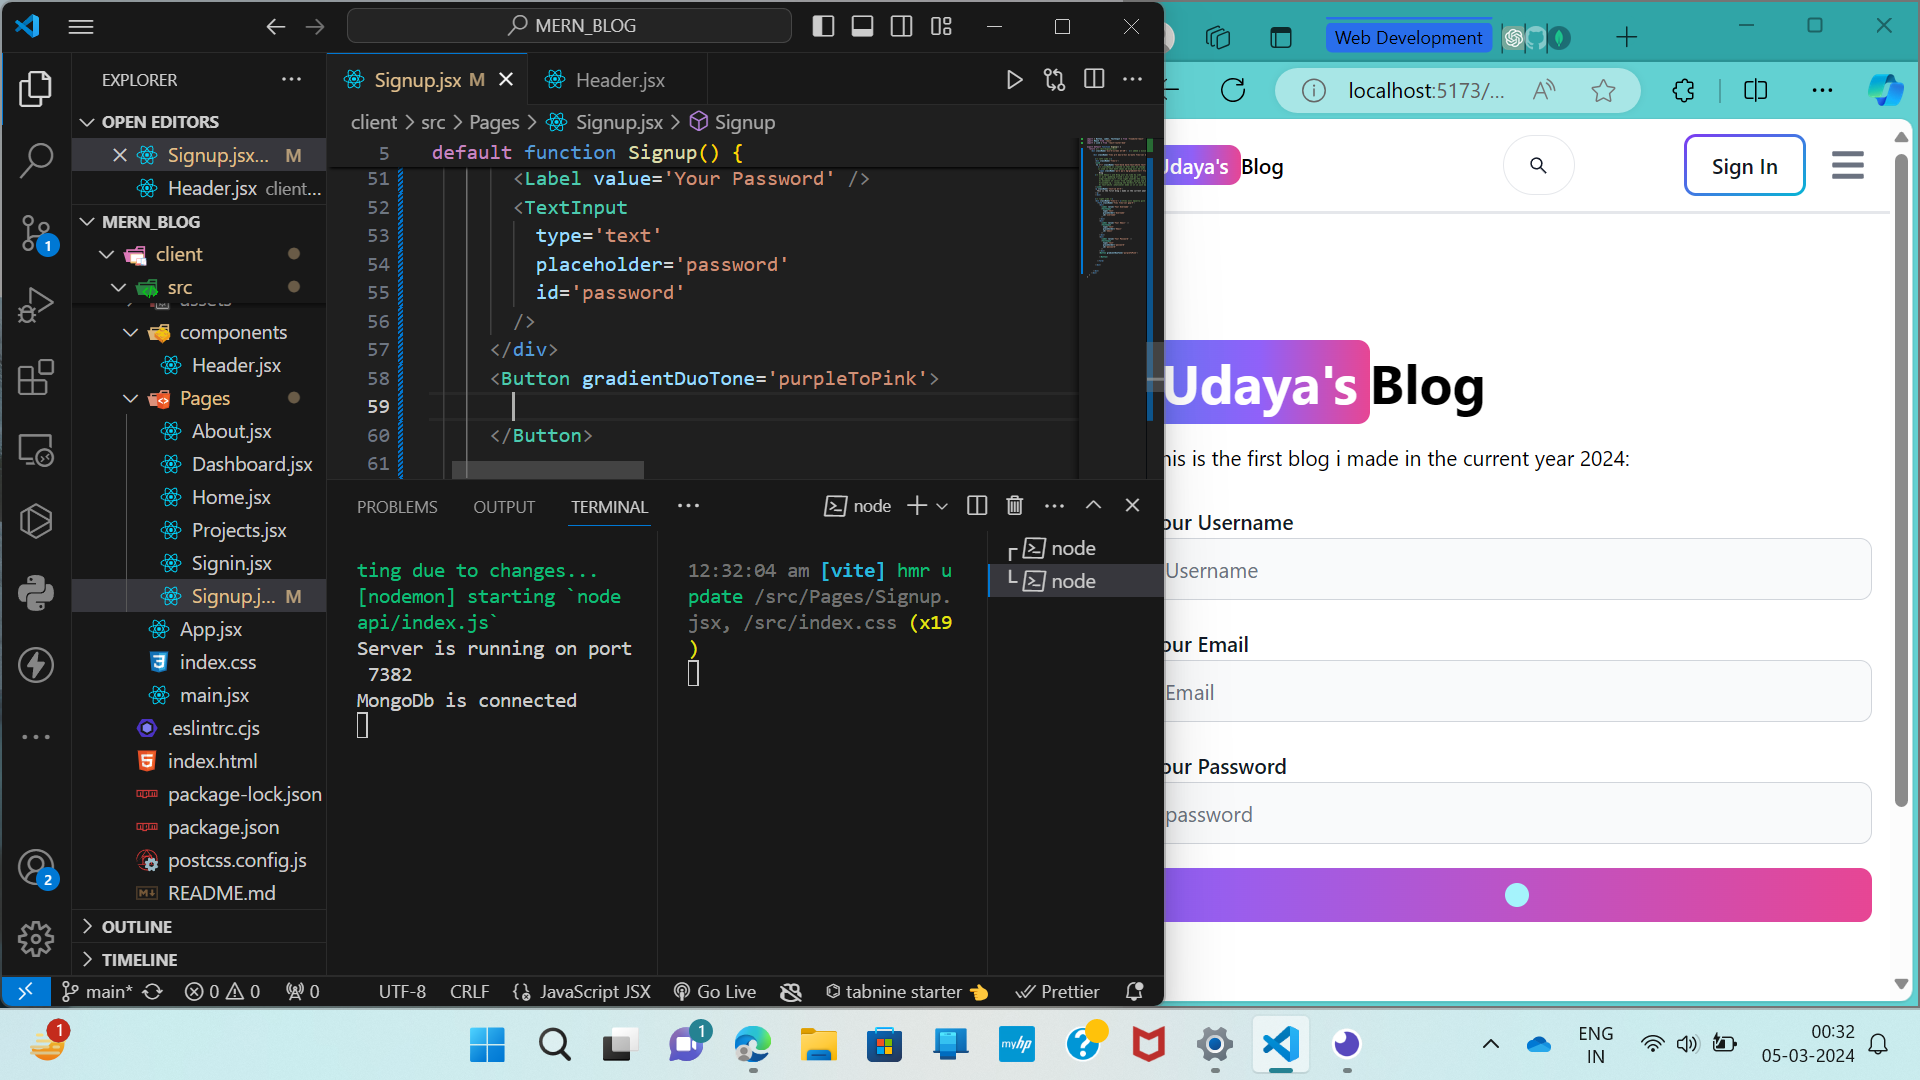 MERN_BLOG
EXPLORER
OPEN EDITORS
Signup.jsx... M
Header.jsx client...
MERN_BLOG
client
src
assets
components
Header.jsx
Pages
About.jsx
Dashboard.jsx
Home.jsx
Projects.jsx
Signin.jsx
Signup.j... M
App.jsx
index.css
main.jsx
.eslintrc.cjs
index.html
package-lock.json
package.json
postcss.config.js
README.md
OUTLINE
TIMELINE
1
2
Signup.jsx M
Header.jsx
client > src > Pages > Signup.jsx > Signup
5 default function Signup() {
51 <Label value='Your Password' />
52 <TextInput
53 type='text'
54 placeholder='password'
55 id='password'
56 />
57 </div>
58 <Button gradientDuoTone='purpleToPink'>
59
60 </Button>
61
PROBLEMS OUTPUT TERMINAL ... node
ting due to changes...
[nodemon] starting `node
api/index.js`
Server is running on port
7382
MongoDb is connected
12:32:04 am [vite] hmr u
pdate /src/Pages/Signup.
jsx, /src/index.css (x19
)
node
node
main* 0 0 0 UTF-8 CRLF JavaScript JSX Go Live tabnine starter Prettier
Web Development
localhost:5173/...
Udaya's Blog
Sign In
Udaya's Blog
his is the first blog i made in the current year 2024:
our Username
Username
our Email
Email
our Password
password
1
1
myhp
ENG
IN
00:32
05-03-2024